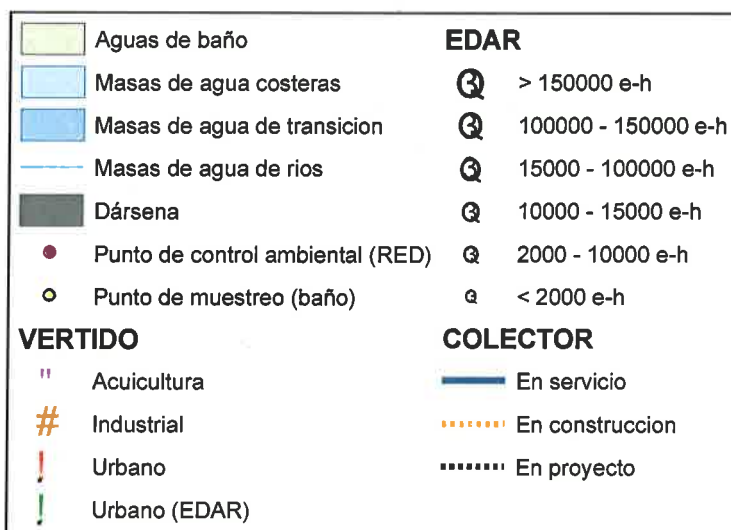 Aguas de baño
Masas de agua costeras
Masas de agua de transicion
Masas de agua de rios
Dársena
Punto de control ambiental (RED)
Punto de muestreo (baño)
VERTIDO
" Acuicultura
# Industrial
! Urbano
! Urbano (EDAR)
EDAR
> 150000 e-h
100000 - 150000 e-h
15000 - 100000 e-h
10000 - 15000 e-h
2000 - 10000 e-h
< 2000 e-h
COLECTOR
En servicio
En construccion
En proyecto